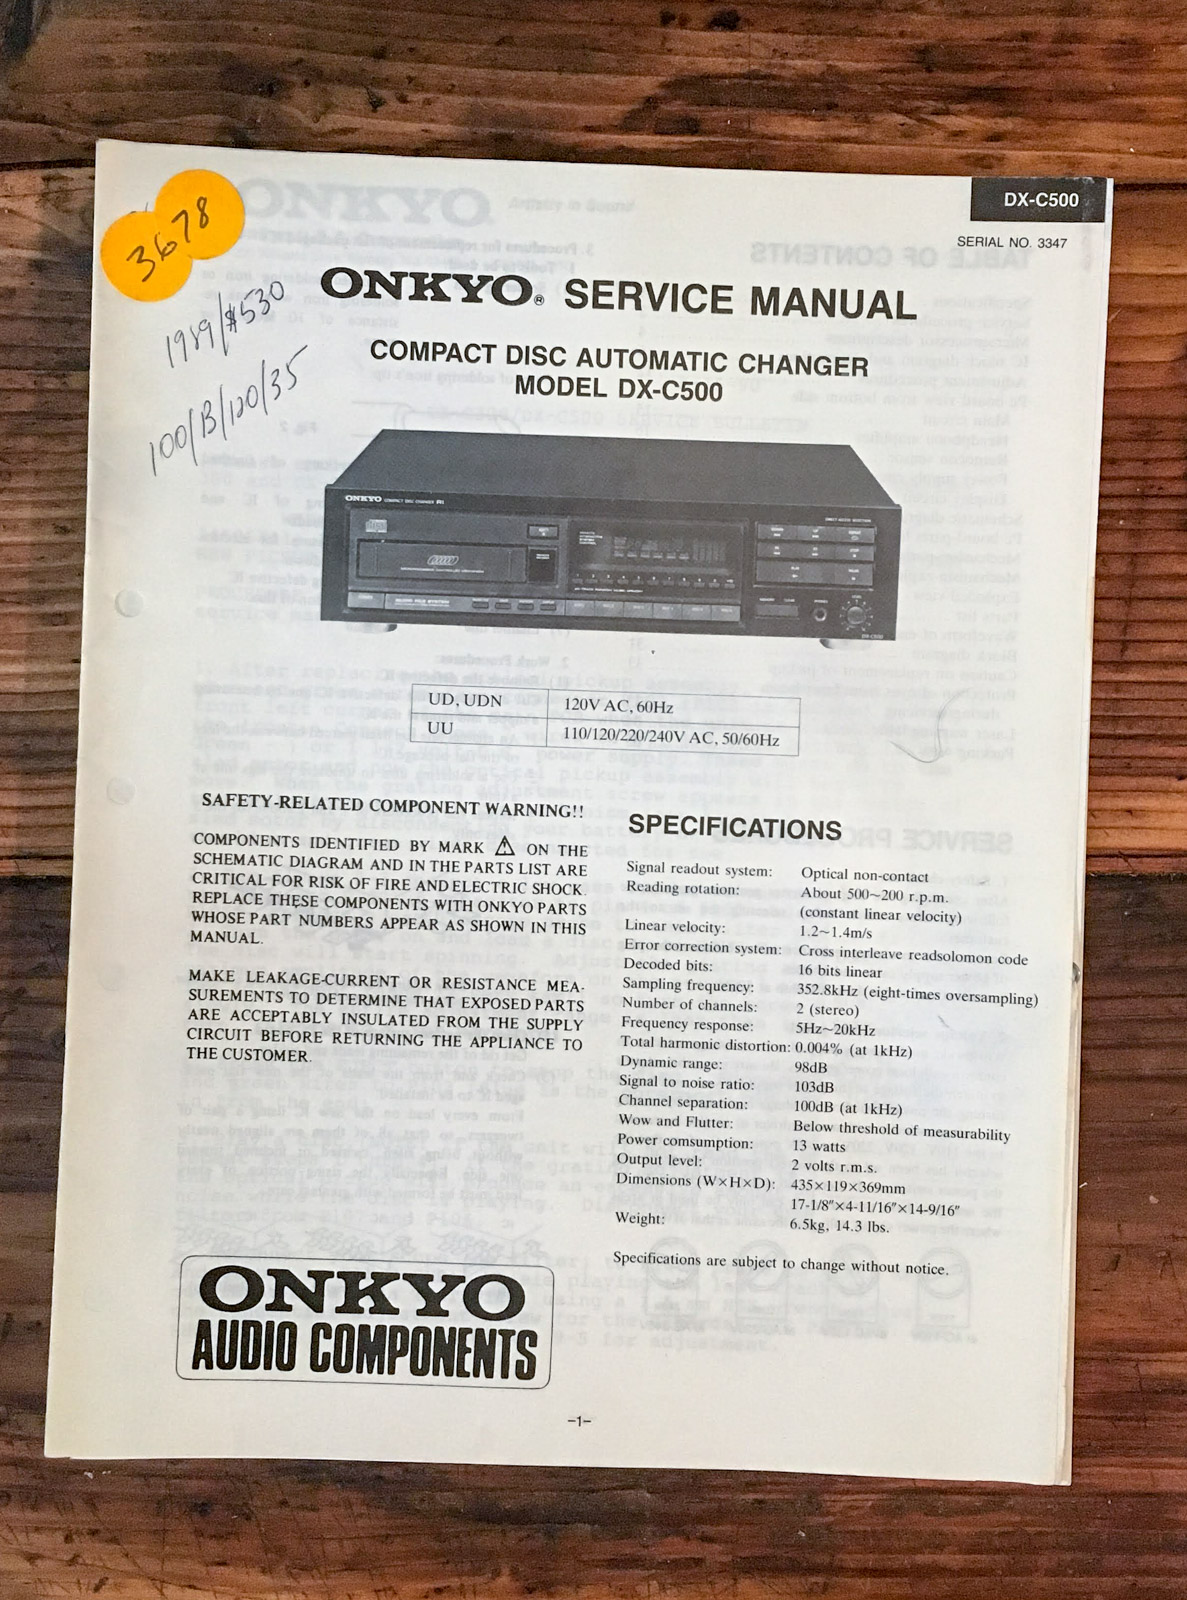 DX-C500
SERIAL NO. 3347
3678
1989/$530
100/B/120/35
ONKYO® SERVICE MANUAL
COMPACT DISC AUTOMATIC CHANGER
MODEL DX-C500
ONKYO COMPACT DISC CHANGER RI
DX-C500
UD, UDN 120V AC, 60Hz
UU 110/120/220/240V AC, 50/60Hz
SAFETY-RELATED COMPONENT WARNING!!
COMPONENTS IDENTIFIED BY MARK ⚠ ON THE
SCHEMATIC DIAGRAM AND IN THE PARTS LIST ARE
CRITICAL FOR RISK OF FIRE AND ELECTRIC SHOCK.
REPLACE THESE COMPONENTS WITH ONKYO PARTS
WHOSE PART NUMBERS APPEAR AS SHOWN IN THIS
MANUAL.
MAKE LEAKAGE-CURRENT OR RESISTANCE MEA-
SUREMENTS TO DETERMINE THAT EXPOSED PARTS
ARE ACCEPTABLY INSULATED FROM THE SUPPLY
CIRCUIT BEFORE RETURNING THE APPLIANCE TO
THE CUSTOMER.
SPECIFICATIONS
Signal readout system: Optical non-contact
Reading rotation: About 500~200 r.p.m.
(constant linear velocity)
Linear velocity: 1.2~1.4m/s
Error correction system: Cross interleave readsolomon code
Decoded bits: 16 bits linear
Sampling frequency: 352.8kHz (eight-times oversampling)
Number of channels: 2 (stereo)
Frequency response: 5Hz~20kHz
Total harmonic distortion: 0.004% (at 1kHz)
Dynamic range: 98dB
Signal to noise ratio: 103dB
Channel separation: 100dB (at 1kHz)
Wow and Flutter: Below threshold of measurability
Power comsumption: 13 watts
Output level: 2 volts r.m.s.
Dimensions (W×H×D): 435×119×369mm
17-1/8"×4-11/16"×14-9/16"
Weight: 6.5kg, 14.3 lbs.
Specifications are subject to change without notice.
ONKYO
AUDIO COMPONENTS
–1–